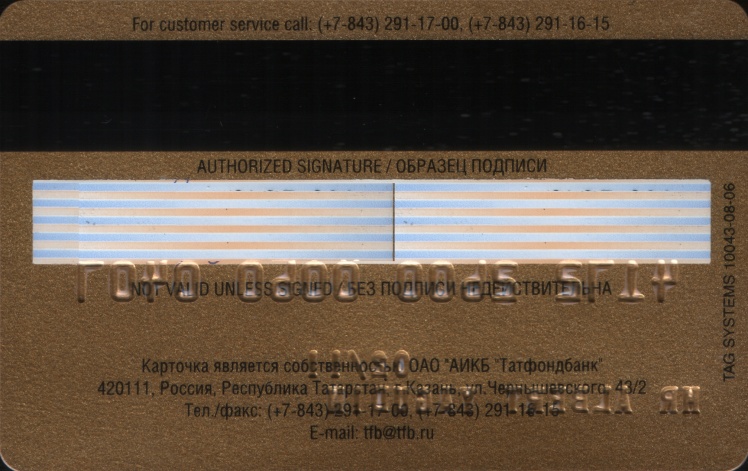 For customer service call: (+7-843) 291-17-00, (+7-843) 291-16-15
AUTHORIZED SIGNATURE / ОБРАЗЕЦ ПОДПИСИ
NOT VALID UNLESS SIGNED / БЕЗ ПОДПИСИ НЕДЕЙСТВИТЕЛЬНА
Карточка является собственностью ОАО "АИКБ "Татфондбанк"
420111, Россия, Республика Татарстан, г.Казань, ул.Чернышевского, 43/2
Тел./факс: (+7-843) 291-17-00, (+7-843) 291-16-15
E-mail: tfb@tfb.ru
TAG SYSTEMS 10043-08-06